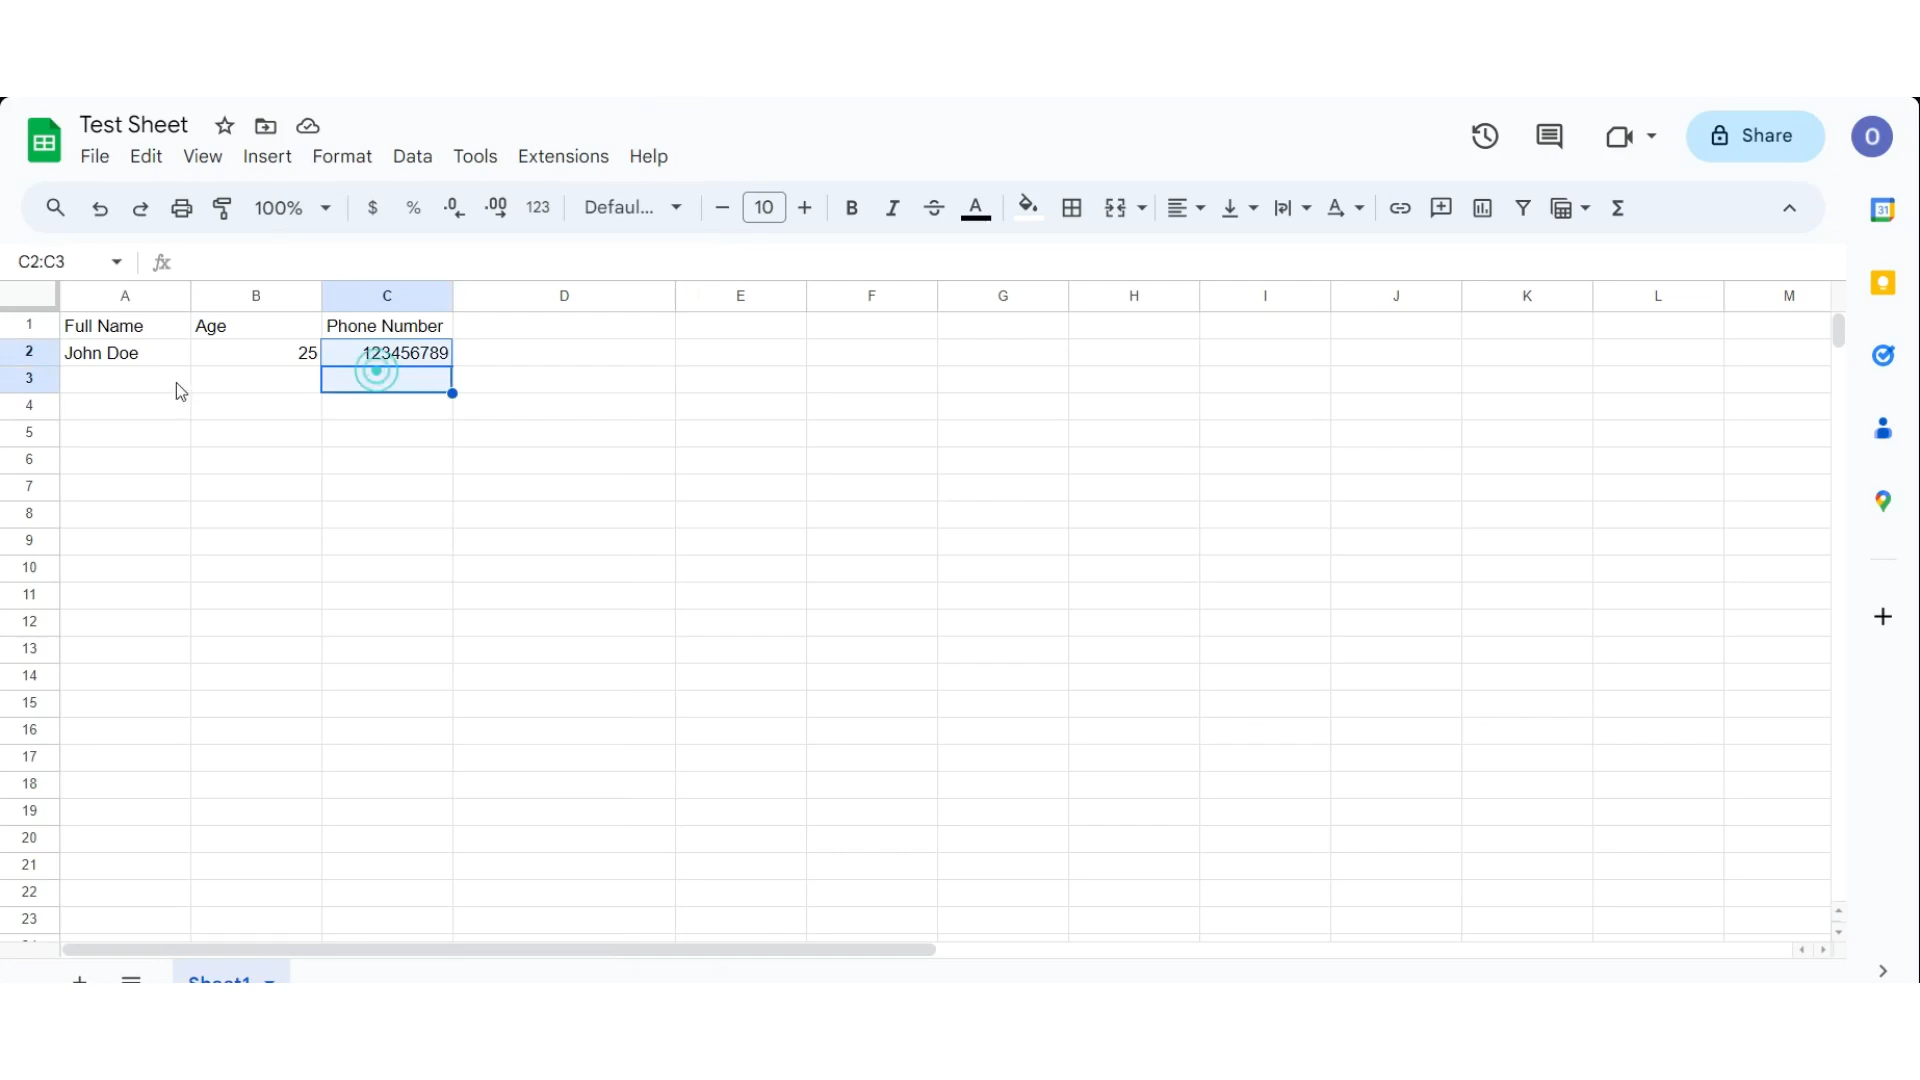 Test Sheet
File Edit View Insert Format Data Tools Extensions Help
Share
O
100% $ % .0 .00 123 Defaul... 10 B I S A A Σ
31
C2:C3 fx
A B C D E F G H I J K L M
1 Full Name Age Phone Number
2 John Doe 25 123456789
3
4
5
6
7
8
9
10
11
12
13
14
15
16
17
18
19
20
21
22
23
Sheet1